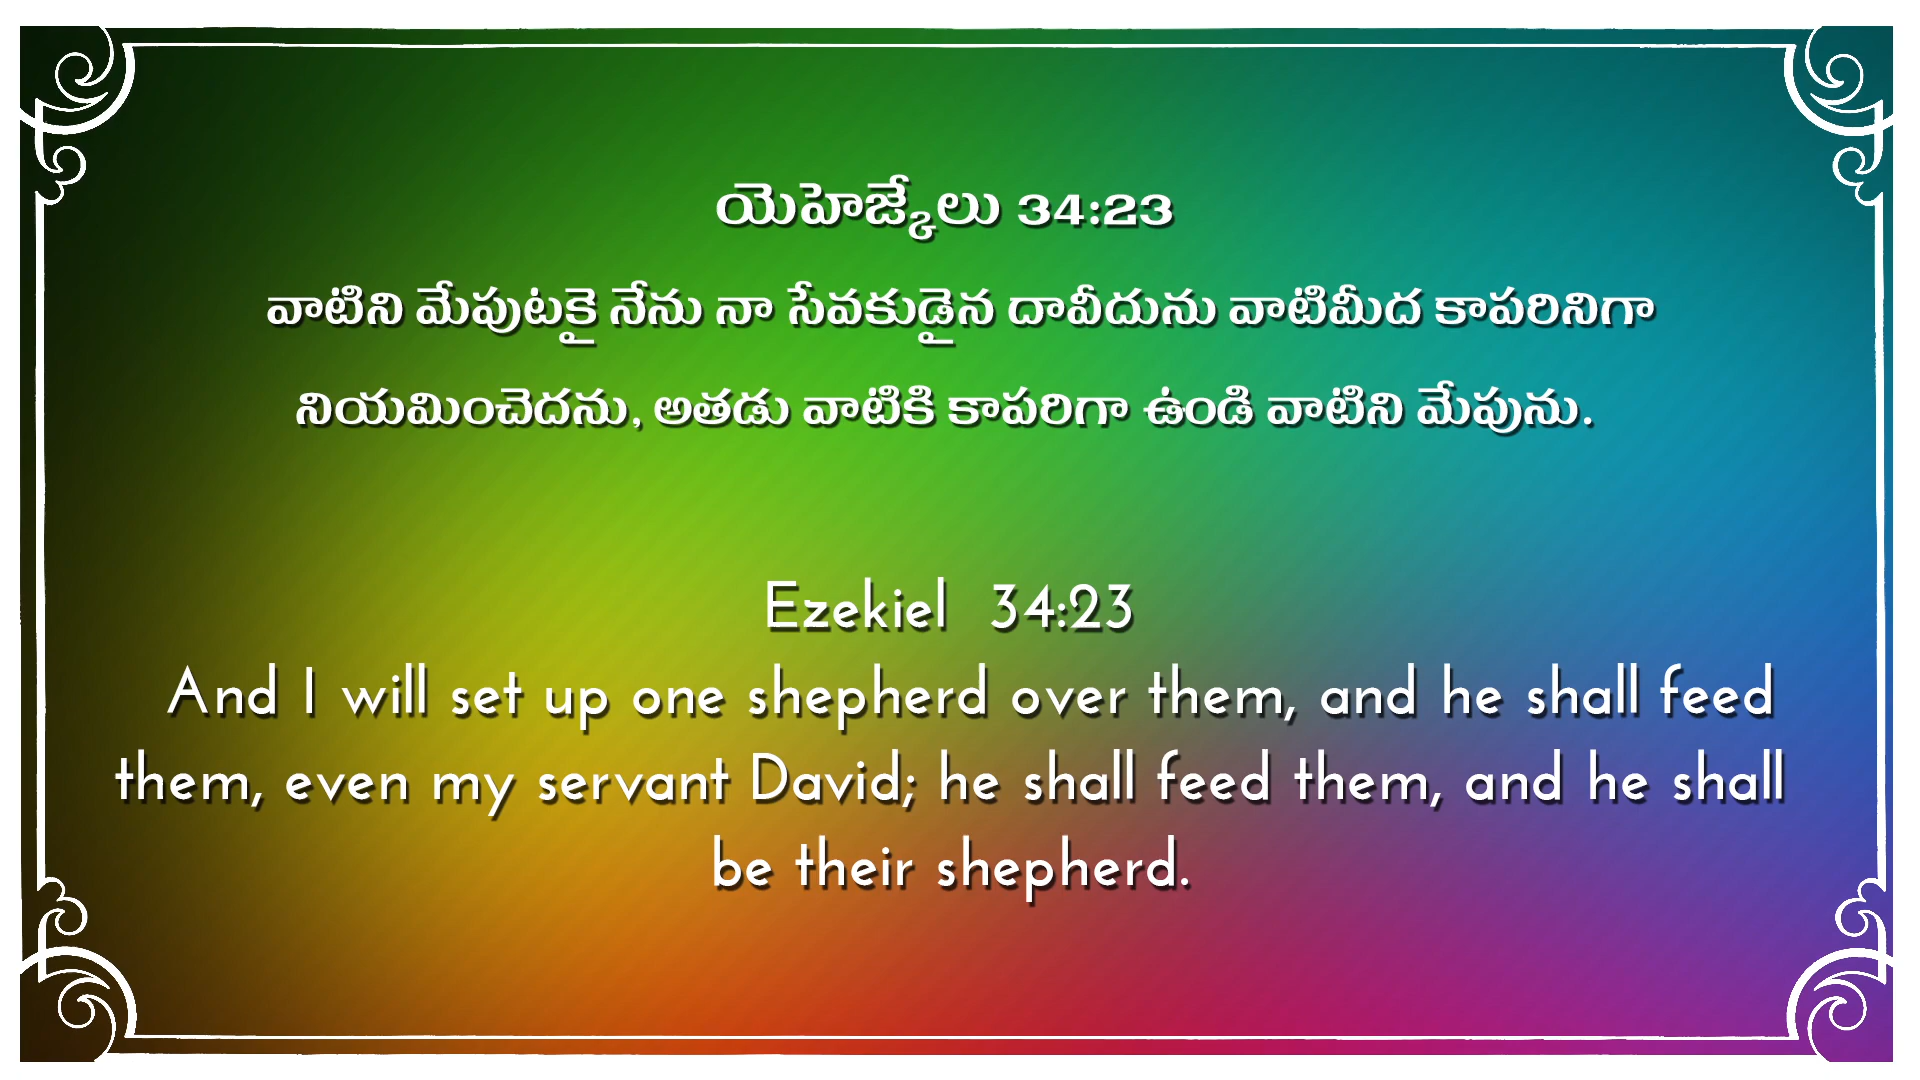 యెహెజ్కేలు 34:23
వాటిని మేపుటకై నేను నా సేవకుడైన దావీదును వాటిమీద కాపరినిగా
నియమించెదను, అతడు వాటికి కాపరిగా ఉండి వాటిని మేపును.
Ezekiel 34:23
And I will set up one shepherd over them, and he shall feed
them, even my servant David; he shall feed them, and he shall
be their shepherd.